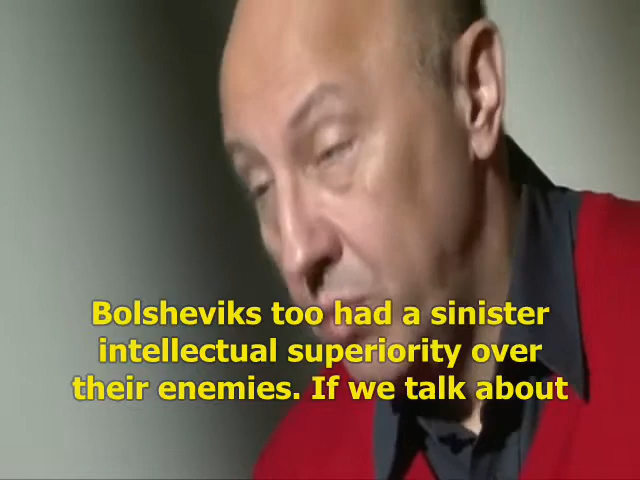 Bolsheviks too had a sinister
intellectual superiority over
their enemies. If we talk about